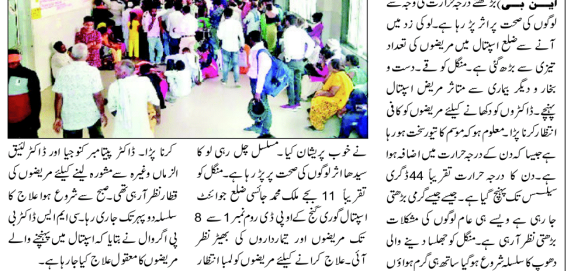 این بی) بڑھتے درجہ حرارت کی وجہ سے
لوگوں کی صحت پر اثر پڑ رہا ہے۔ لو کی زد میں
آنے سے ضلع اسپتال میں مریضوں کی تعداد
تیزی سے بڑھ گئی ہے۔ منگل کو قے۔ دست و
بخار و دیگر بیماری سے متاثر مریض اسپتال
پہنچے۔ ڈاکٹروں کو دکھانے کیلئے مریضوں کو کافی
انتظار کرنا پڑا۔ معلوم ہو کہ موسم کا تیور سخت ہو رہا
ہے جیسا کہ دن کے درجہ حرارت میں اضافہ ہوا
ہے۔ دن کا درجہ حرارت تقریباً 44 ڈگری
سیلسس تک پہنچ گیا ہے۔ جیسے جیسے گرمی بڑھتی
جا رہی ہے ویسے ہی عام لوگوں کی مشکلات
بڑھتی نظر آ رہی ہے۔ منگل کو جھلسا دینے والی
دھوپ کا سلسلہ شروع ہو گیا ساتھ ہی گرم ہواؤں
نے خوب پریشان کیا۔ مسلسل چل رہی لو کا
سیدھا اثر لوگوں کی صحت پر پڑ رہا ہے۔ منگل کو
تقریباً 11 بجے ملک محمد جائسی ضلع جوائنٹ
اسپتال گوری گنج کے او پی ڈی روم نمبر 1 سے 8
تک مریضوں اور تیمارداروں کی بھیڑ نظر
آئی۔ علاج کرانے کیلئے مریضوں کو لمبا انتظار
کرنا پڑا۔ ڈاکٹر پیتامبر کنوجیا اور ڈاکٹر لئیق
الزماں وغیرہ سے مشورہ لینے کیلئے مریضوں کی
قطار نظر آ رہی تھی۔ صبح سے شروع ہوا علاج کا
سلسلہ دوپہر تک جاری رہا۔ سی ایم ایس ڈاکٹر بی
پی اگروال نے بتایا کہ اسپتال میں پہنچنے والے
مریضوں کا معقول علاج کیا جا رہا ہے۔